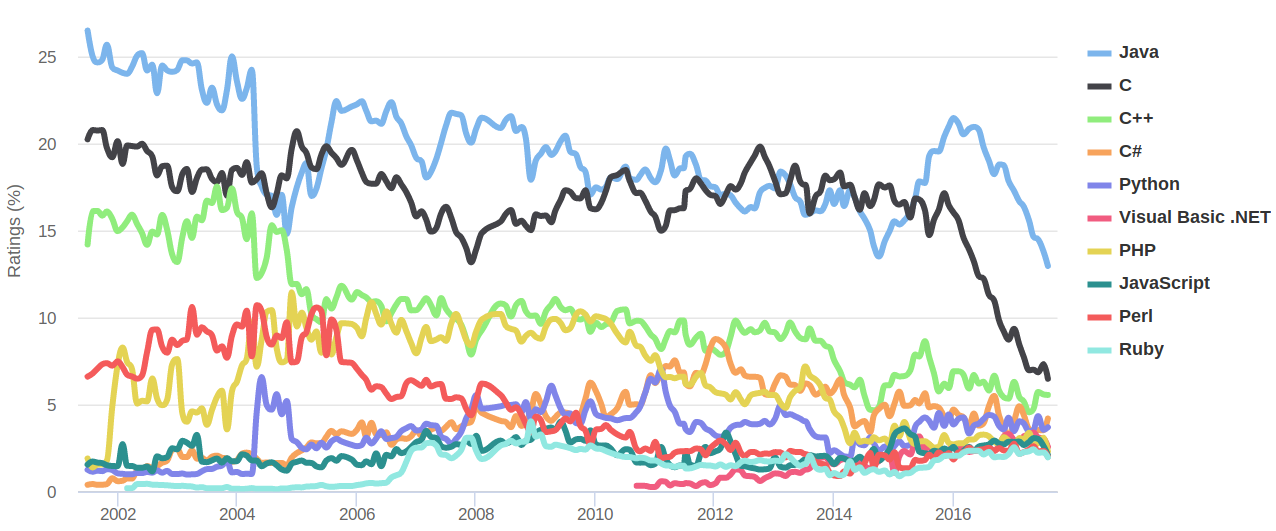 Ratings (%)
25
20
15
10
5
0
2002 2004 2006 2008 2010 2012 2014 2016
Java
C
C++
C#
Python
Visual Basic .NET
PHP
JavaScript
Perl
Ruby